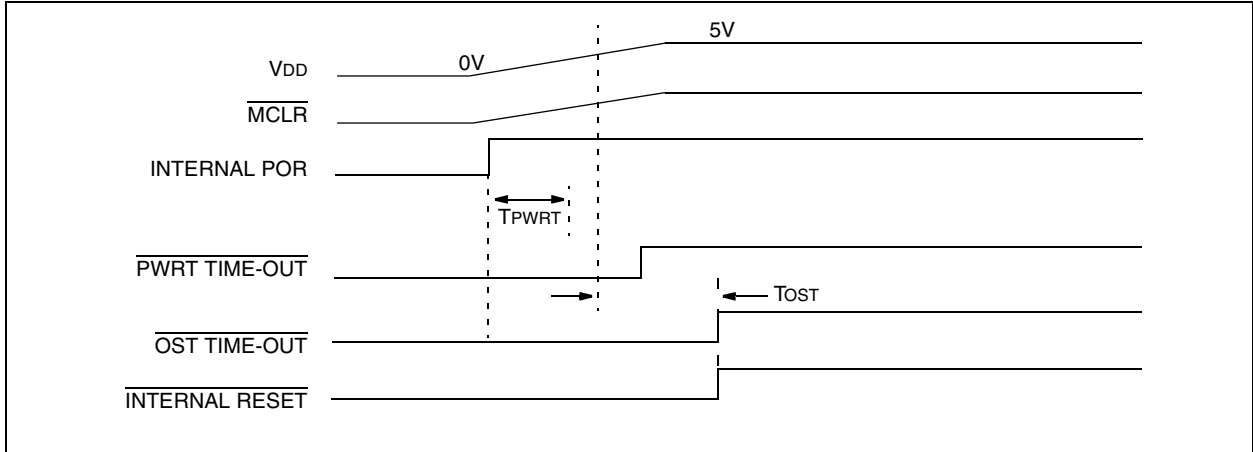 5V
0V
VDD
MCLR
INTERNAL POR
TPWRT
PWRT TIME-OUT
TOST
OST TIME-OUT
INTERNAL RESET